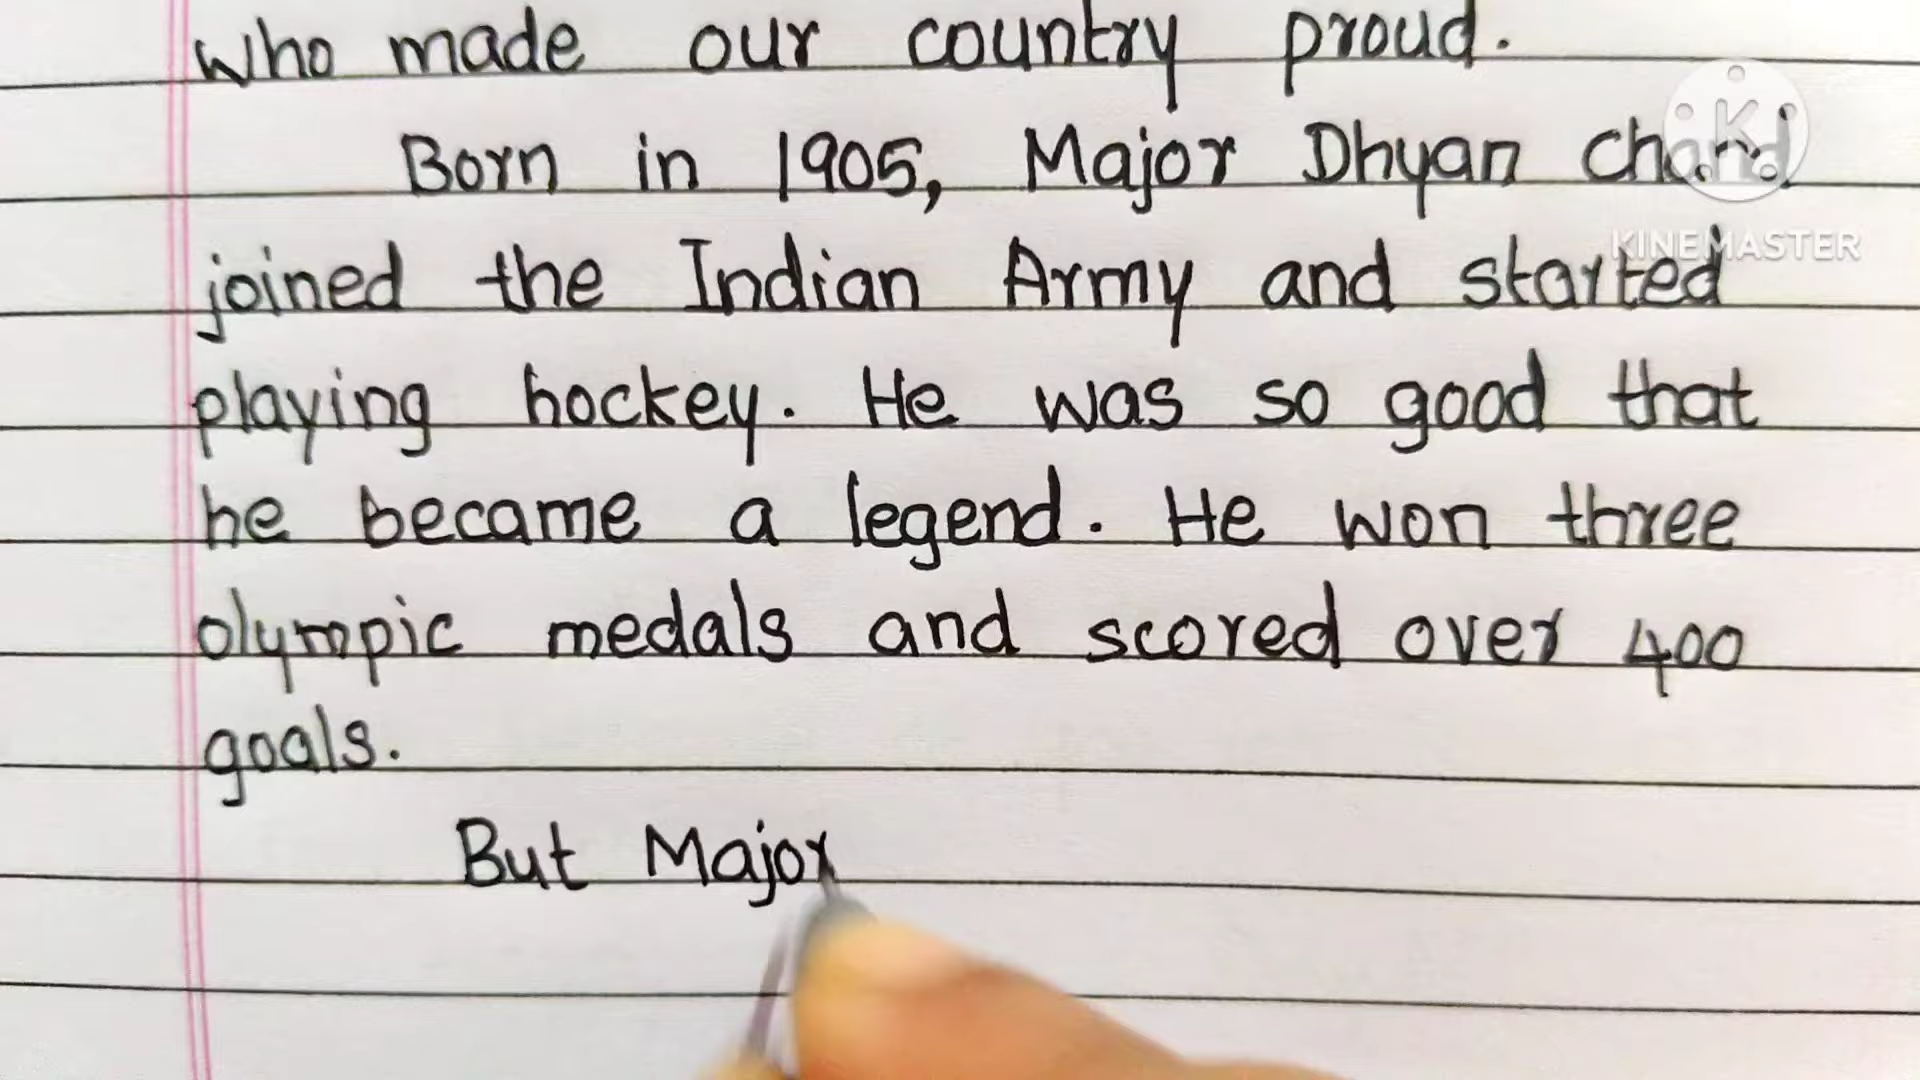 who made our country proud.
Born in 1905, Major Dhyan Chand
KINEMASTER
joined the Indian Army and started
playing hockey. He was so good that
he became a legend. He won three
olympic medals and scored over 400
goals.
But Major